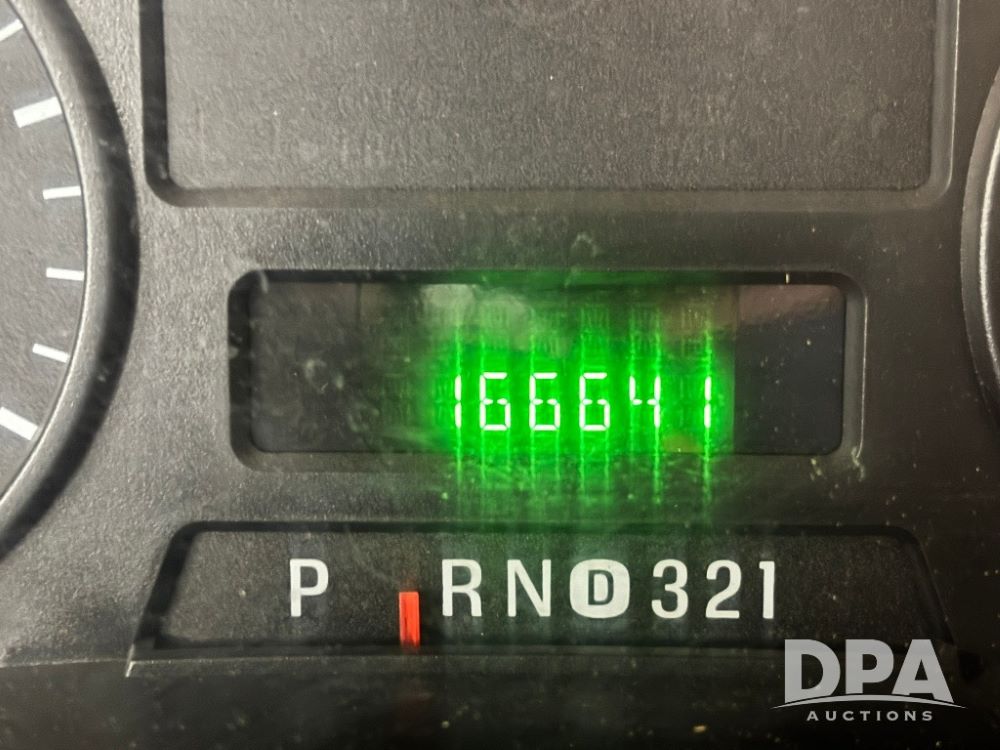 166641
P RND321
DPA
AUCTIONS